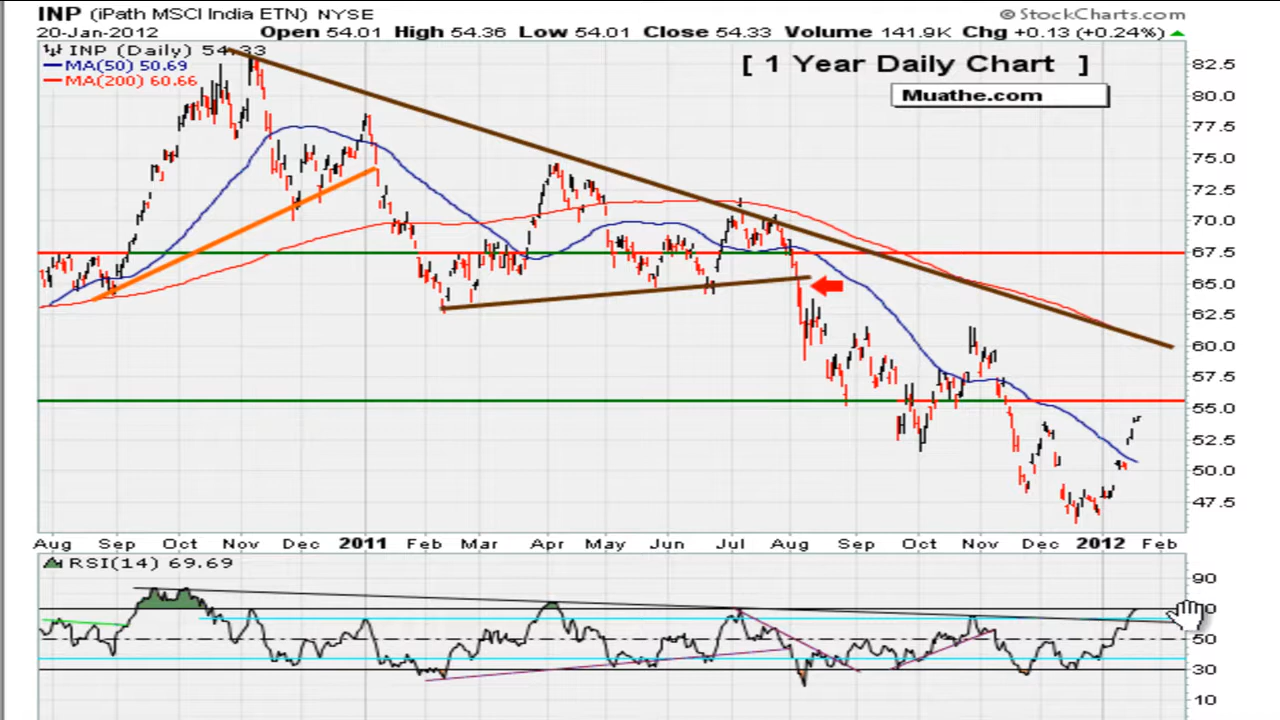 INP (iPath MSCI India ETN) NYSE ©StockCharts.com
20-Jan-2012 Open 54.01 High 54.36 Low 54.01 Close 54.33 Volume 141.9K Chg +0.13 (+0.24%)
INP (Daily) 54.33
MA(50) 50.69
MA(200) 60.66
[ 1 Year Daily Chart ]
Muathe.com
82.5
80.0
77.5
75.0
72.5
70.0
67.5
65.0
62.5
60.0
57.5
55.0
52.5
50.0
47.5
Aug Sep Oct Nov Dec 2011 Feb Mar Apr May Jun Jul Aug Sep Oct Nov Dec 2012 Feb
RSI(14) 69.69
90
50
30
10